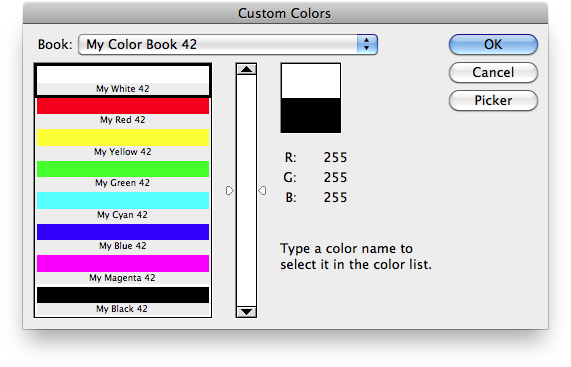 Custom Colors
Book: My Color Book 42
OK
Cancel
Picker
My White 42
My Red 42
My Yellow 42
My Green 42
My Cyan 42
My Blue 42
My Magenta 42
My Black 42
R: 255
G: 255
B: 255
Type a color name to
select it in the color list.